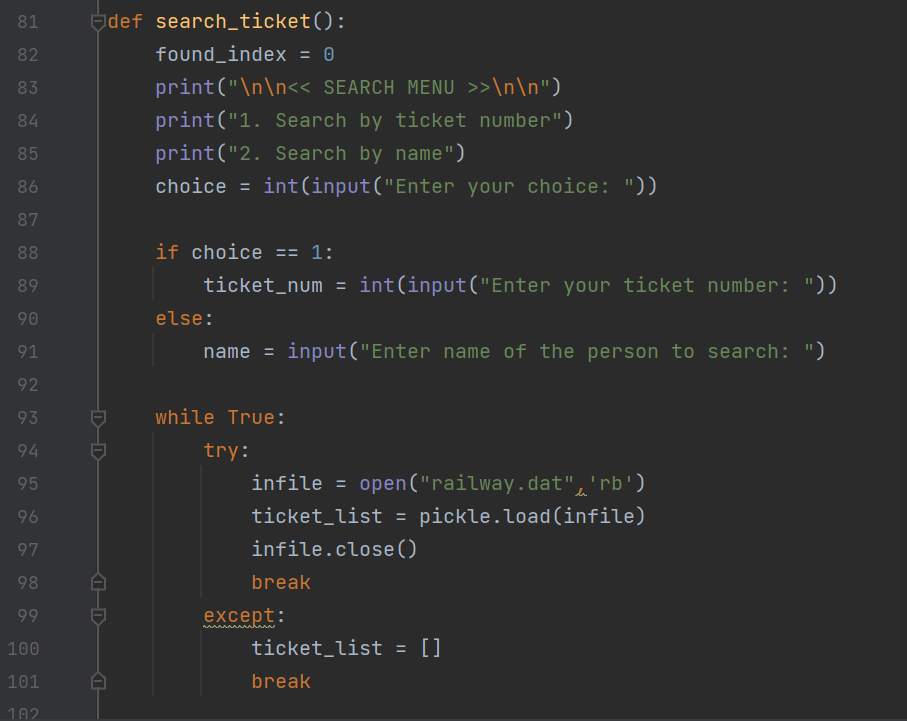 81 def search_ticket():
82     found_index = 0
83     print("\n\n<< SEARCH MENU >>\n\n")
84     print("1. Search by ticket number")
85     print("2. Search by name")
86     choice = int(input("Enter your choice: "))
87
88     if choice == 1:
89         ticket_num = int(input("Enter your ticket number: "))
90     else:
91         name = input("Enter name of the person to search: ")
92
93     while True:
94         try:
95             infile = open("railway.dat",'rb')
96             ticket_list = pickle.load(infile)
97             infile.close()
98             break
99         except:
100             ticket_list = []
101             break
102